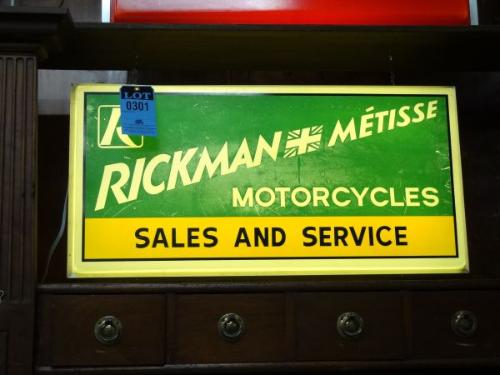 LOT
0301
R
RICKMAN MÉTISSE
MOTORCYCLES
SALES AND SERVICE